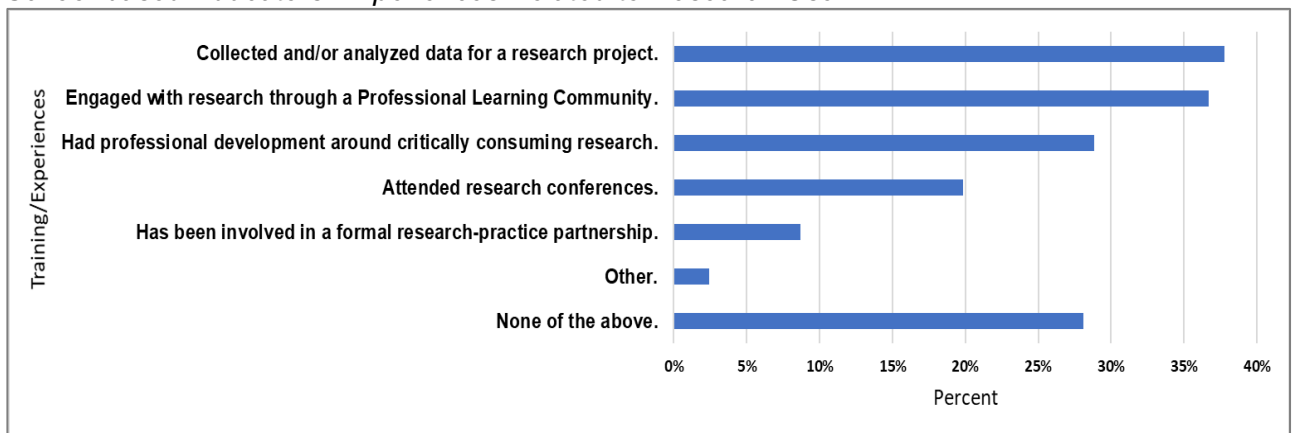 Collected and/or analyzed data for a research project.
Engaged with research through a Professional Learning Community.
Had professional development around critically consuming research.
Attended research conferences.
Has been involved in a formal research-practice partnership.
Other.
None of the above.
Training/Experiences
0% 5% 10% 15% 20% 25% 30% 35% 40%
Percent